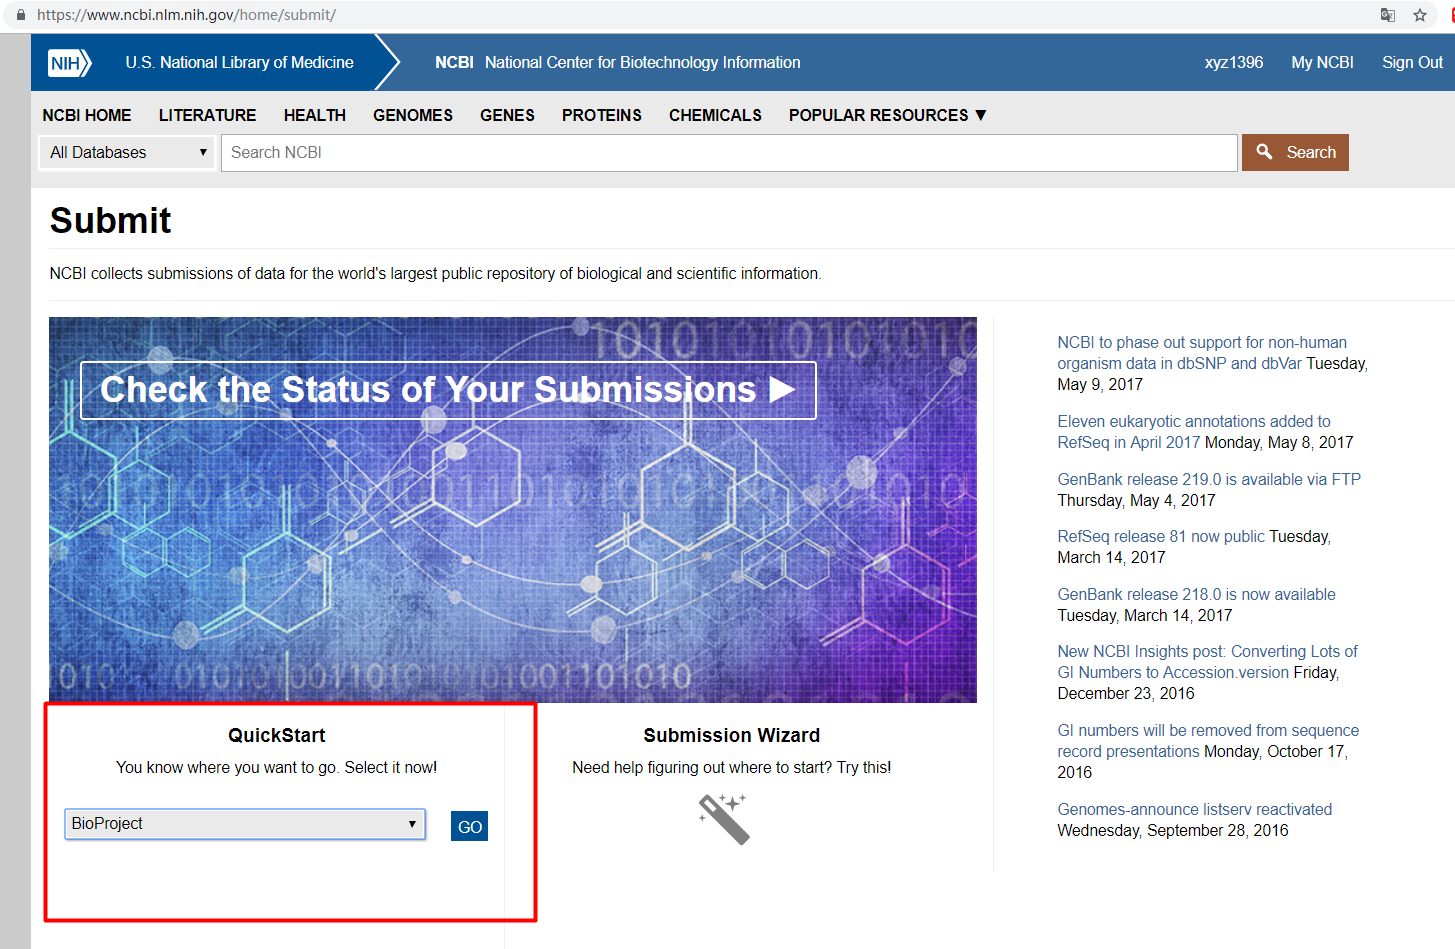 https://www.ncbi.nlm.nih.gov/home/submit/
NIH U.S. National Library of Medicine NCBI National Center for Biotechnology Information xyz1396 My NCBI Sign Out
NCBI HOME LITERATURE HEALTH GENOMES GENES PROTEINS CHEMICALS POPULAR RESOURCES ▼
All Databases ▼ Search NCBI Search
Submit
NCBI collects submissions of data for the world's largest public repository of biological and scientific information.
Check the Status of Your Submissions ►
QuickStart
You know where you want to go. Select it now!
BioProject ▼ GO
Submission Wizard
Need help figuring out where to start? Try this!
NCBI to phase out support for non-human
organism data in dbSNP and dbVar Tuesday,
May 9, 2017
Eleven eukaryotic annotations added to
RefSeq in April 2017 Monday, May 8, 2017
GenBank release 219.0 is available via FTP
Thursday, May 4, 2017
RefSeq release 81 now public Tuesday,
March 14, 2017
GenBank release 218.0 is now available
Tuesday, March 14, 2017
New NCBI Insights post: Converting Lots of
GI Numbers to Accession.version Friday,
December 23, 2016
GI numbers will be removed from sequence
record presentations Monday, October 17,
2016
Genomes-announce listserv reactivated
Wednesday, September 28, 2016